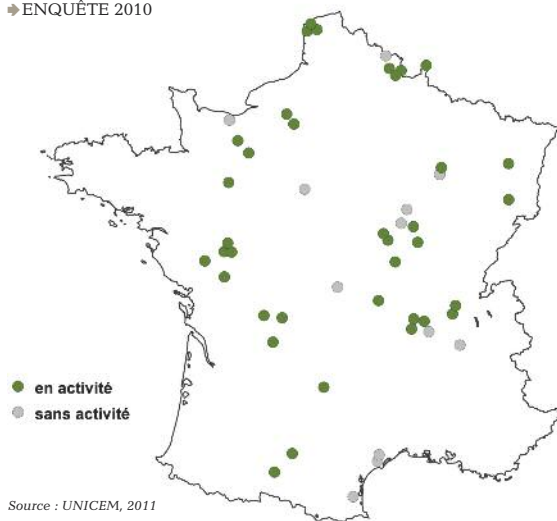 ENQUÊTE 2010
en activité
sans activité
Source : UNICEM, 2011